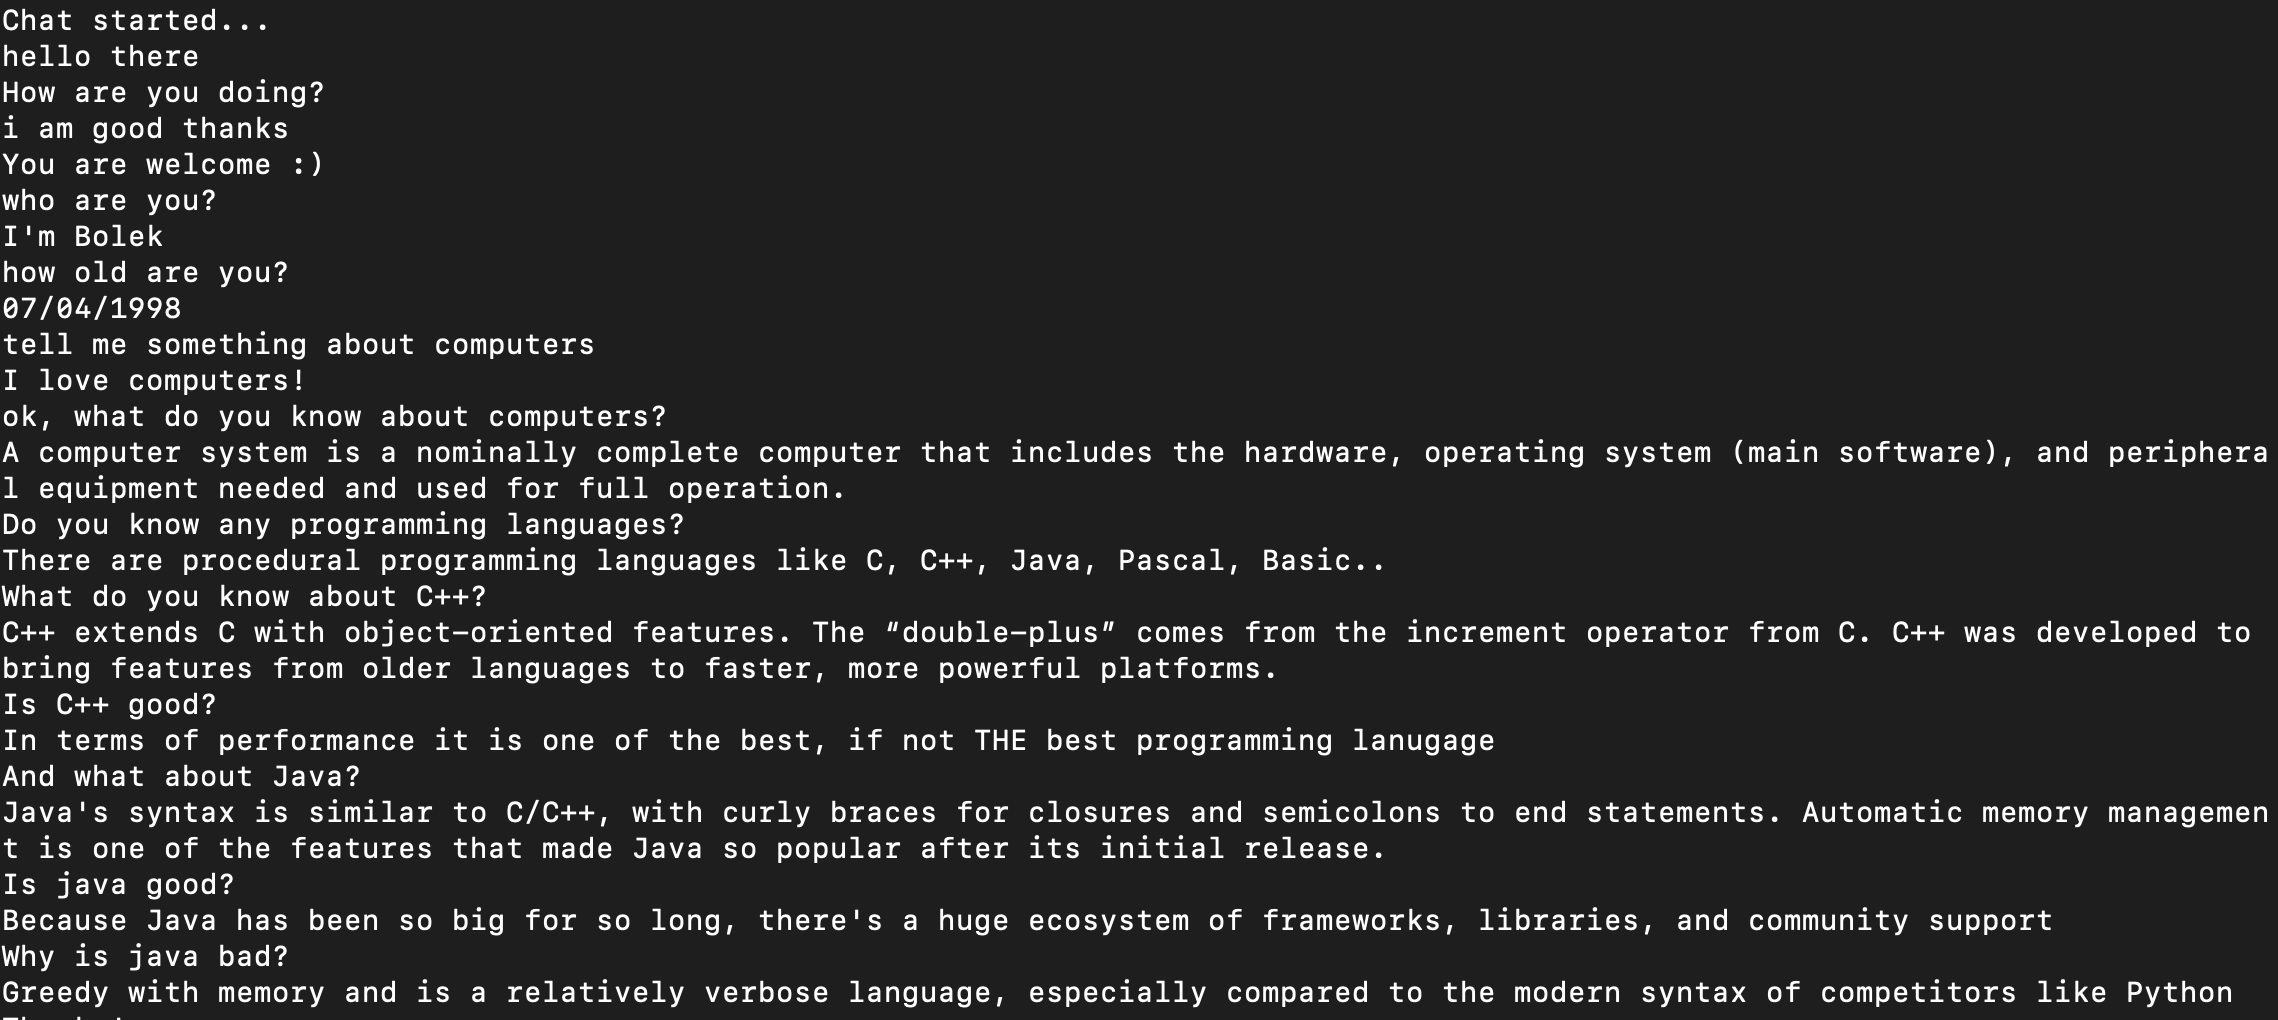 Chat started...
hello there
How are you doing?
i am good thanks
You are welcome :)
who are you?
I'm Bolek
how old are you?
07/04/1998
tell me something about computers
I love computers!
ok, what do you know about computers?
A computer system is a nominally complete computer that includes the hardware, operating system (main software), and periphera
l equipment needed and used for full operation.
Do you know any programming languages?
There are procedural programming languages like C, C++, Java, Pascal, Basic..
What do you know about C++?
C++ extends C with object-oriented features. The “double-plus” comes from the increment operator from C. C++ was developed to
bring features from older languages to faster, more powerful platforms.
Is C++ good?
In terms of performance it is one of the best, if not THE best programming lanugage
And what about Java?
Java's syntax is similar to C/C++, with curly braces for closures and semicolons to end statements. Automatic memory managemen
t is one of the features that made Java so popular after its initial release.
Is java good?
Because Java has been so big for so long, there's a huge ecosystem of frameworks, libraries, and community support
Why is java bad?
Greedy with memory and is a relatively verbose language, especially compared to the modern syntax of competitors like Python